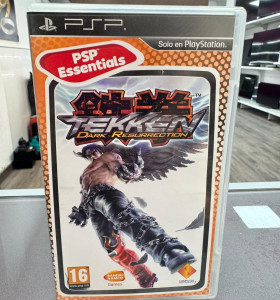 PSP
Solo en PlayStation.
PSP
Essentials
鉄拳
TEKKEN
DARK RESURRECTION
16